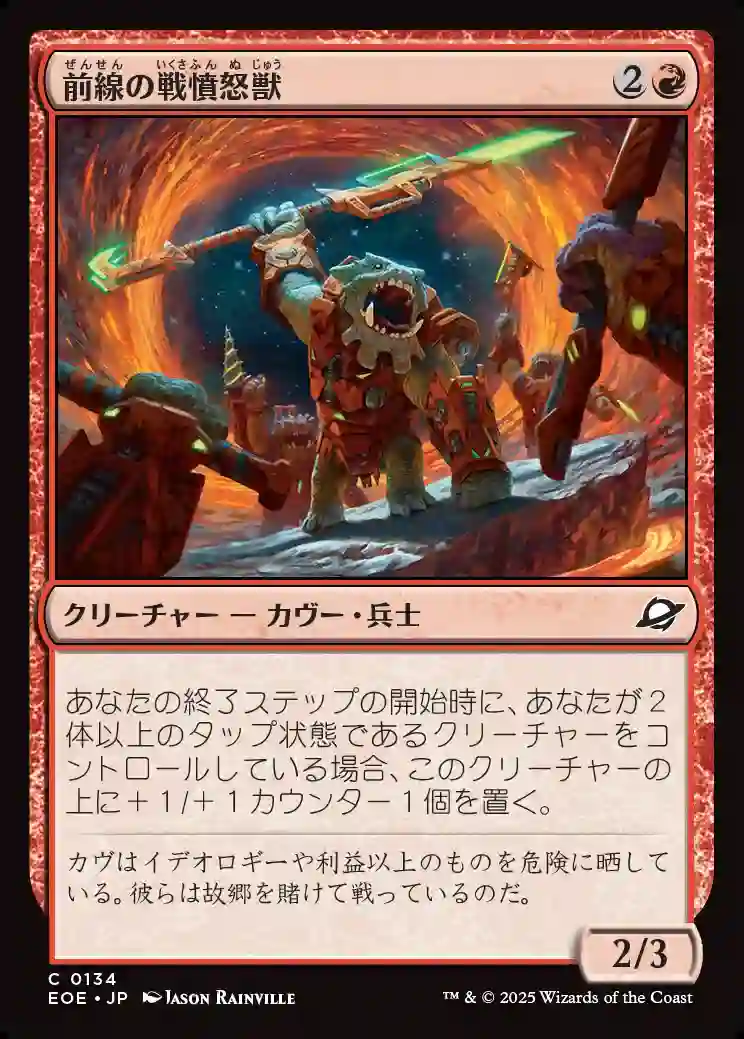 ぜんせん いくさふんぬじゅう
前線の戦憤怒獣 2
クリーチャー — カヴー・兵士
あなたの終了ステップの開始時に、あなたが2
体以上のタップ状態であるクリーチャーをコ
ントロールしている場合、このクリーチャーの
上に+1/+1カウンター1個を置く。
カヴはイデオロギーや利益以上のものを危険に晒して
いる。彼らは故郷を賭けて戦っているのだ。
2/3
C 0134
EOE • JP JASON RAINVILLE
™ & © 2025 Wizards of the Coast